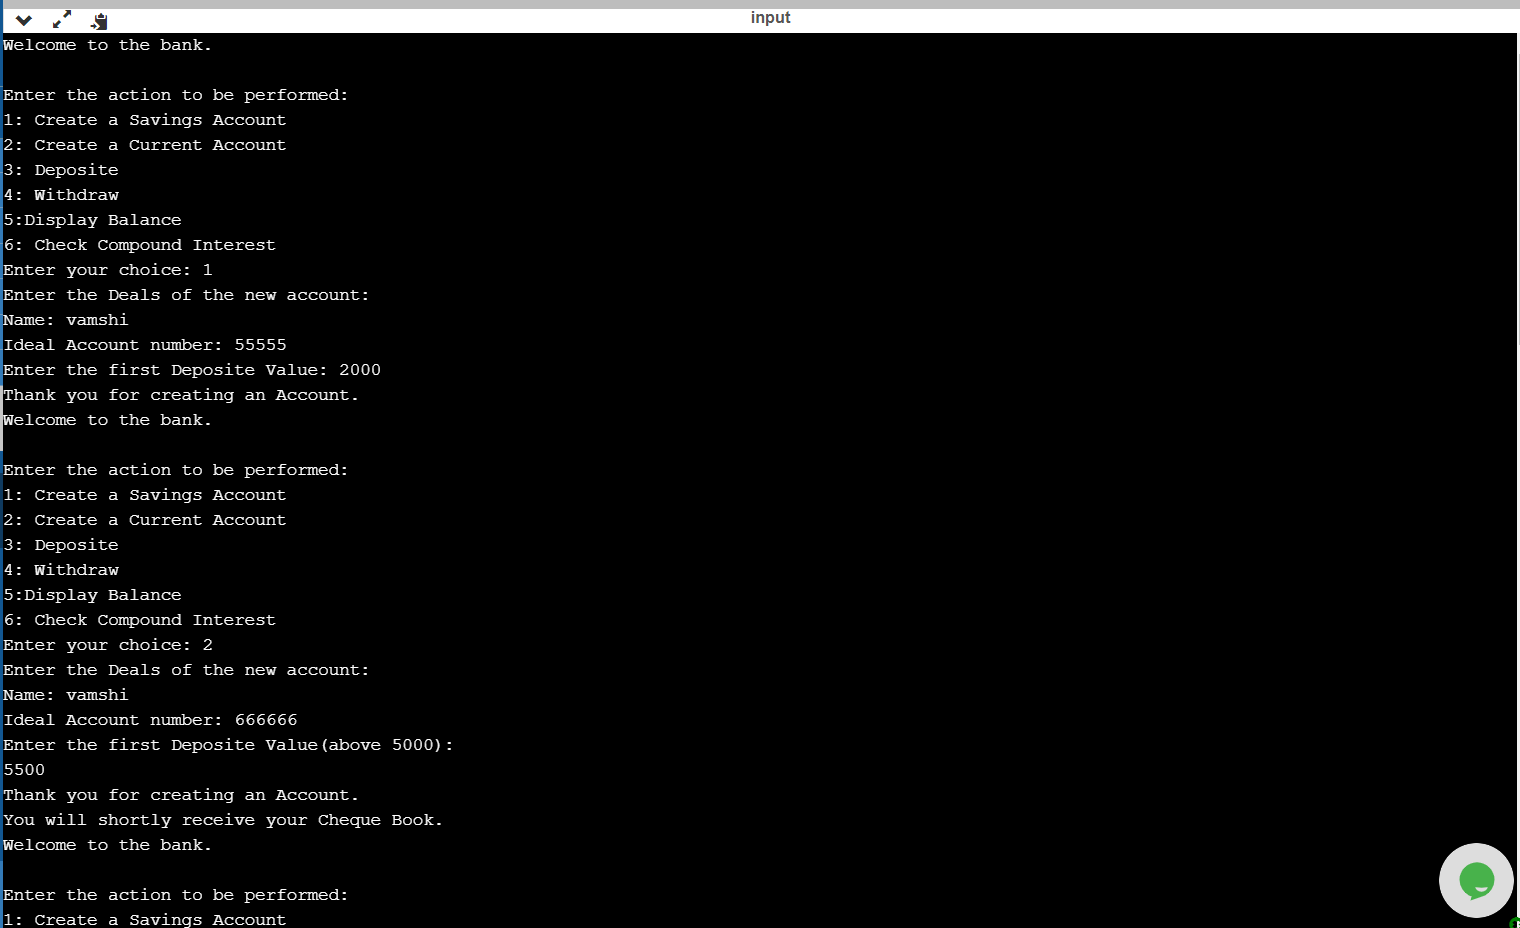 input
Welcome to the bank.
Enter the action to be performed:
1: Create a Savings Account
2: Create a Current Account
3: Deposite
4: Withdraw
5:Display Balance
6: Check Compound Interest
Enter your choice: 1
Enter the Deals of the new account:
Name: vamshi
Ideal Account number: 55555
Enter the first Deposite Value: 2000
Thank you for creating an Account.
Welcome to the bank.
Enter the action to be performed:
1: Create a Savings Account
2: Create a Current Account
3: Deposite
4: Withdraw
5:Display Balance
6: Check Compound Interest
Enter your choice: 2
Enter the Deals of the new account:
Name: vamshi
Ideal Account number: 666666
Enter the first Deposite Value(above 5000):
5500
Thank you for creating an Account.
You will shortly receive your Cheque Book.
Welcome to the bank.
Enter the action to be performed:
1: Create a Savings Account